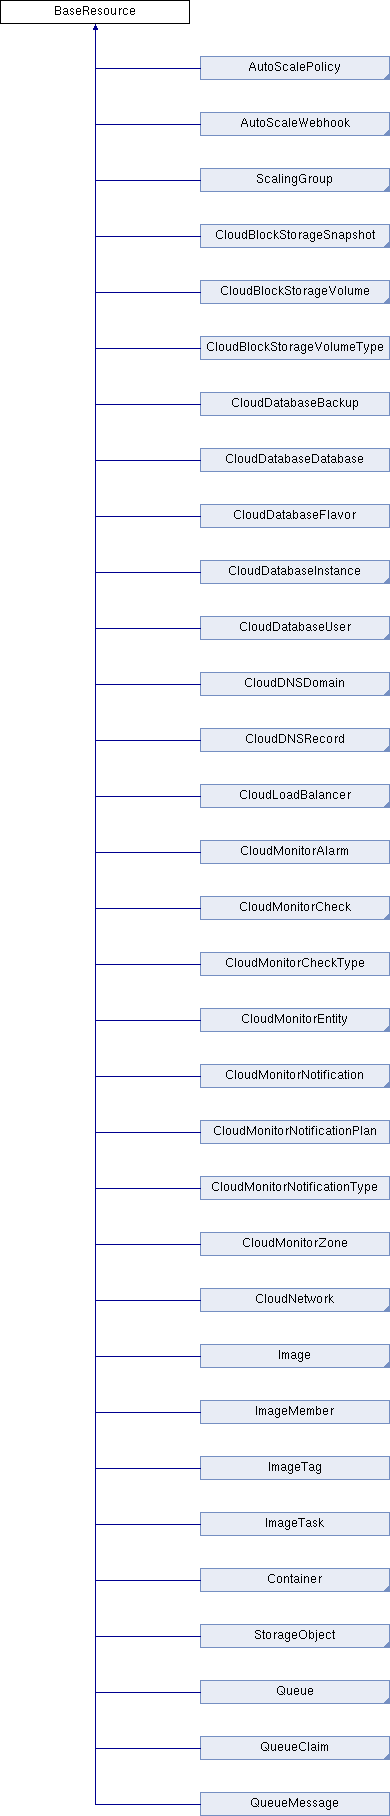 BaseResource
AutoScalePolicy
AutoScaleWebhook
ScalingGroup
CloudBlockStorageSnapshot
CloudBlockStorageVolume
CloudBlockStorageVolumeType
CloudDatabaseBackup
CloudDatabaseDatabase
CloudDatabaseFlavor
CloudDatabaseInstance
CloudDatabaseUser
CloudDNSDomain
CloudDNSRecord
CloudLoadBalancer
CloudMonitorAlarm
CloudMonitorCheck
CloudMonitorCheckType
CloudMonitorEntity
CloudMonitorNotification
CloudMonitorNotificationPlan
CloudMonitorNotificationType
CloudMonitorZone
CloudNetwork
Image
ImageMember
ImageTag
ImageTask
Container
StorageObject
Queue
QueueClaim
QueueMessage